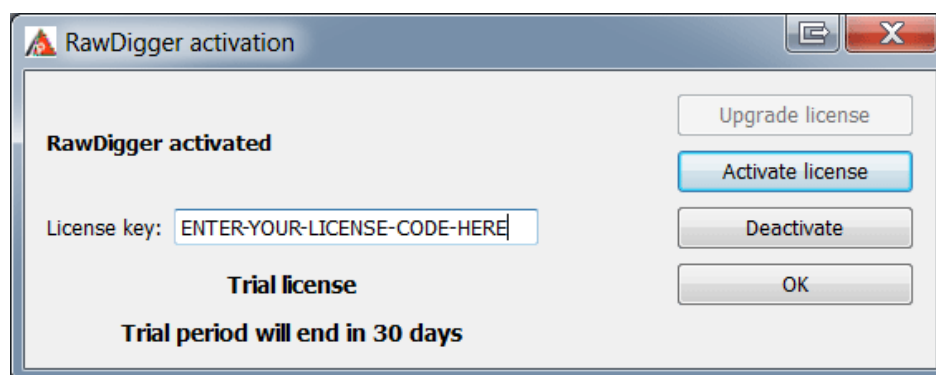 RawDigger activation
Upgrade license
RawDigger activated
Activate license
License key: ENTER-YOUR-LICENSE-CODE-HERE
Deactivate
Trial license
OK
Trial period will end in 30 days